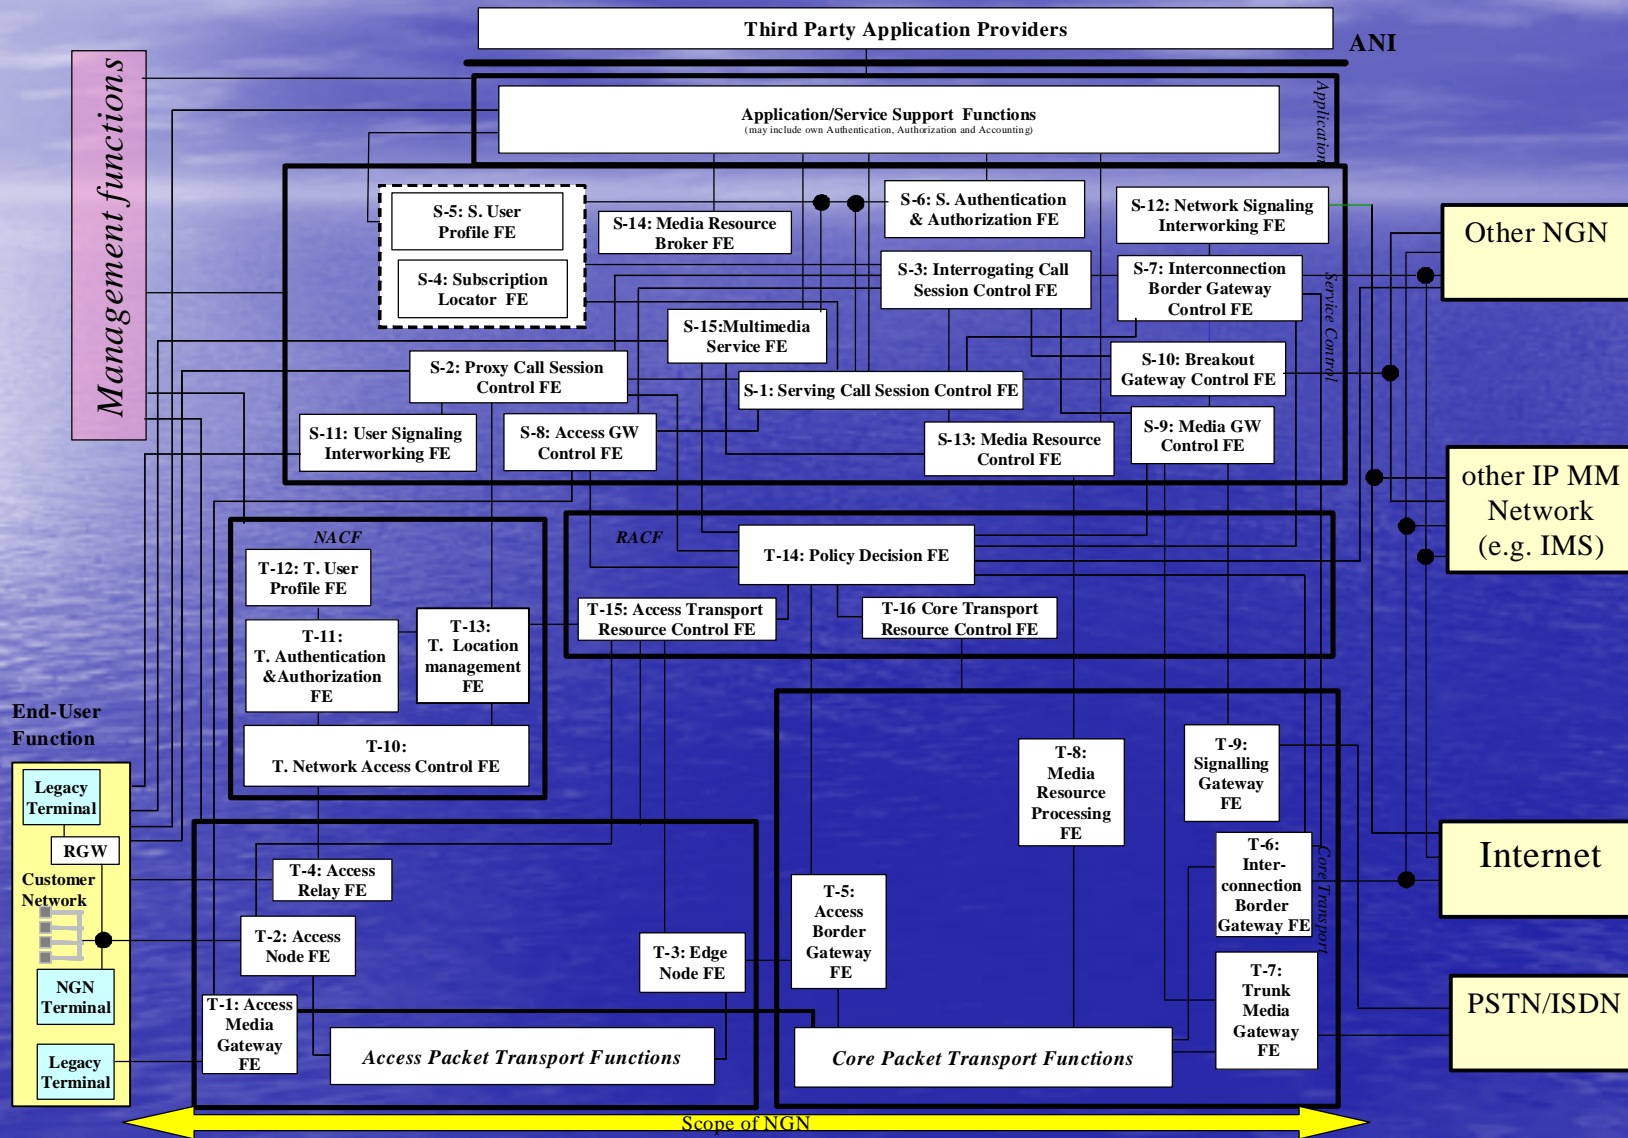 Third Party Application Providers
ANI
Management functions
Application
Application/Service Support Functions
(may include own Authentication, Authorization and Accounting)
S-5: S. User
Profile FE
S-4: Subscription
Locator FE
S-14: Media Resource
Broker FE
S-6: S. Authentication
& Authorization FE
S-12: Network Signaling
Interworking FE
S-3: Interrogating Call
Session Control FE
S-7: Interconnection
Border Gateway
Control FE
Service Control
S-15:Multimedia
Service FE
S-2: Proxy Call Session
Control FE
S-1: Serving Call Session Control FE
S-10: Breakout
Gateway Control FE
S-11: User Signaling
Interworking FE
S-8: Access GW
Control FE
S-13: Media Resource
Control FE
S-9: Media GW
Control FE
Other NGN
other IP MM
Network
(e.g. IMS)
Internet
PSTN/ISDN
NACF
T-12: T. User
Profile FE
T-11:
T. Authentication
&Authorization
FE
T-13:
T. Location
management
FE
T-10:
T. Network Access Control FE
RACF
T-14: Policy Decision FE
T-15: Access Transport
Resource Control FE
T-16 Core Transport
Resource Control FE
End-User
Function
Legacy
Terminal
RGW
Customer
Network
NGN
Terminal
Legacy
Terminal
T-4: Access
Relay FE
T-2: Access
Node FE
T-3: Edge
Node FE
T-1: Access
Media
Gateway
FE
Access Packet Transport Functions
T-5:
Access
Border
Gateway
FE
T-8:
Media
Resource
Processing
FE
T-9:
Signalling
Gateway
FE
T-6:
Inter-
connection
Border
Gateway FE
Core Transport
T-7:
Trunk
Media
Gateway
FE
Core Packet Transport Functions
Scope of NGN